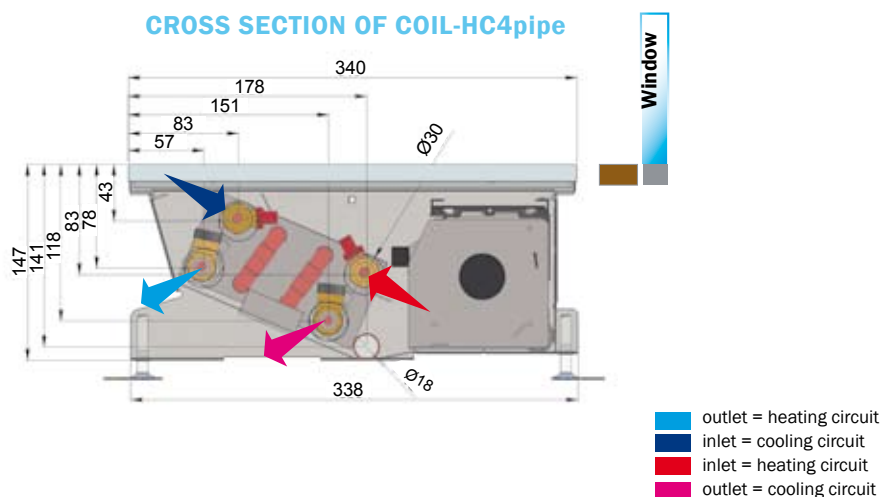 CROSS SECTION OF COIL-HC4pipe
Window
340
178
151
83
57
Ø30
43
78
83
118
141
147
Ø18
338
outlet = heating circuit
inlet = cooling circuit
inlet = heating circuit
outlet = cooling circuit